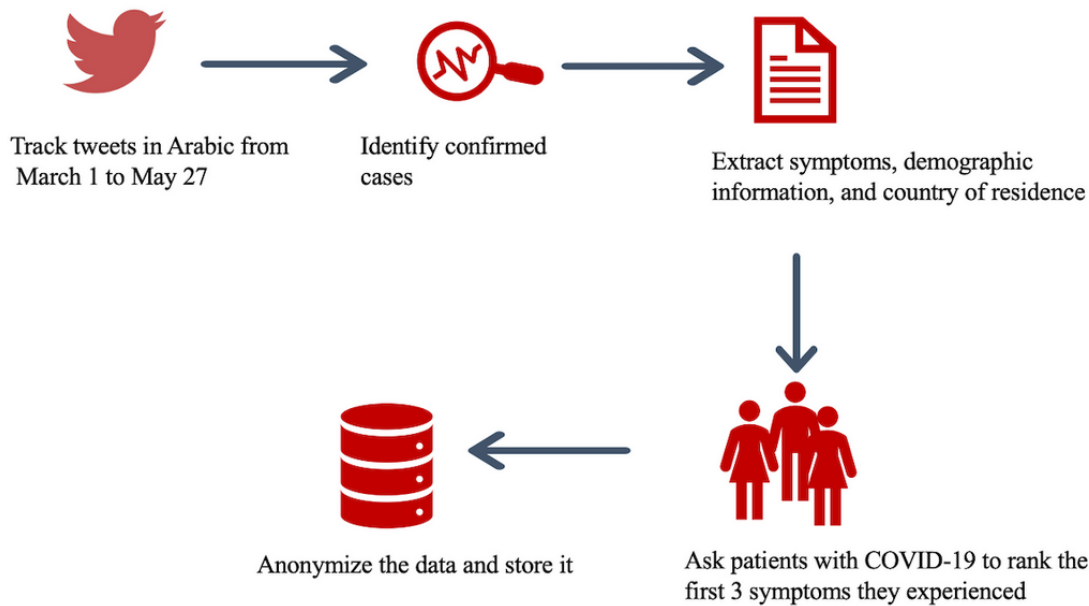 Track tweets in Arabic from
March 1 to May 27
Identify confirmed
cases
Extract symptoms, demographic
information, and country of residence
Ask patients with COVID-19 to rank the
first 3 symptoms they experienced
Anonymize the data and store it